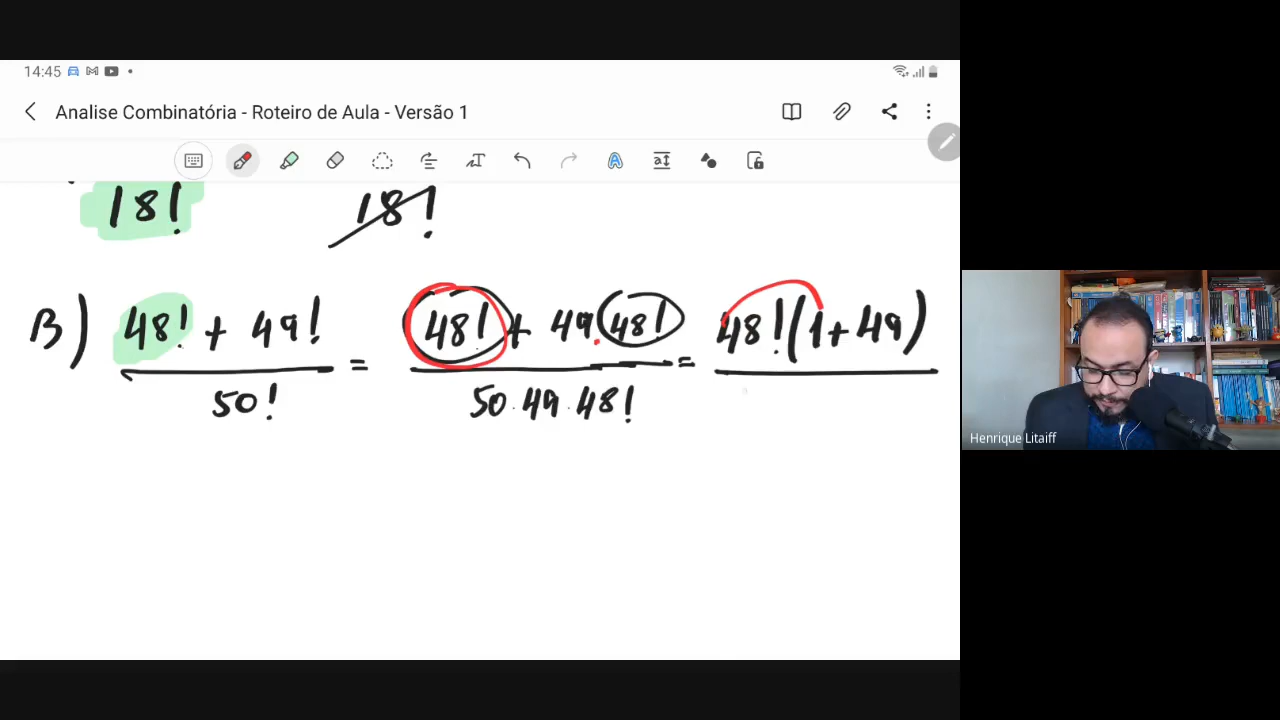 14:45
Analise Combinatória - Roteiro de Aula - Versão 1
18! 18!
B) 48! + 49! = 48! + 49.48! = 48!(1+49)
50! 50.49.48!
Henrique Litaiff